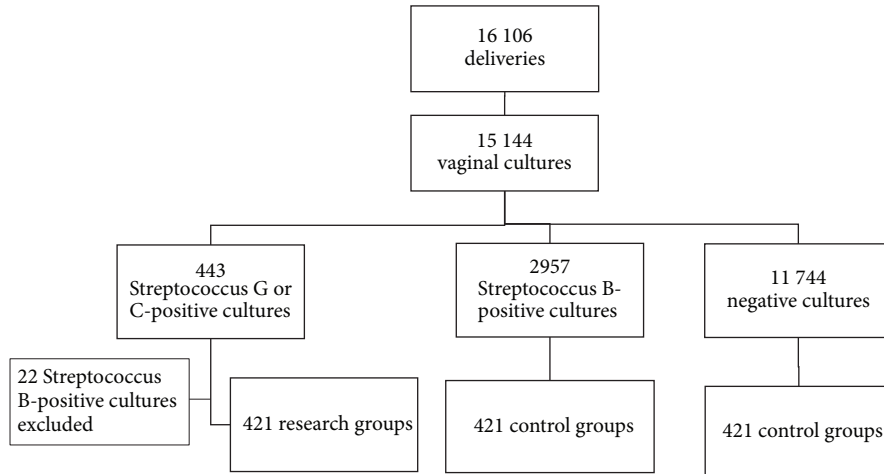 16 106
deliveries
15 144
vaginal cultures
443
Streptococcus G or
C-positive cultures
2957
Streptococcus B-
positive cultures
11 744
negative cultures
22 Streptococcus
B-positive cultures
excluded
421 research groups
421 control groups
421 control groups